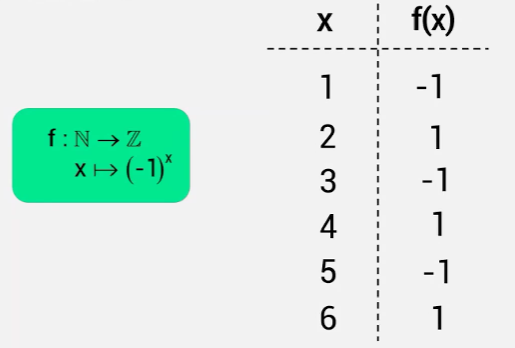 x f(x)
1 -1
2 1
f : ℕ → ℤ
3 -1
x ↦ (-1)ˣ
4 1
5 -1
6 1